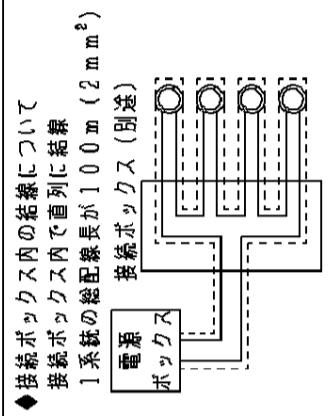 ◆接続ボックス内の結線について
接続ボックス内で直列に結線
1系統の総配線長が100m(2mm²)
接続ボックス(別途)
電源
ボックス